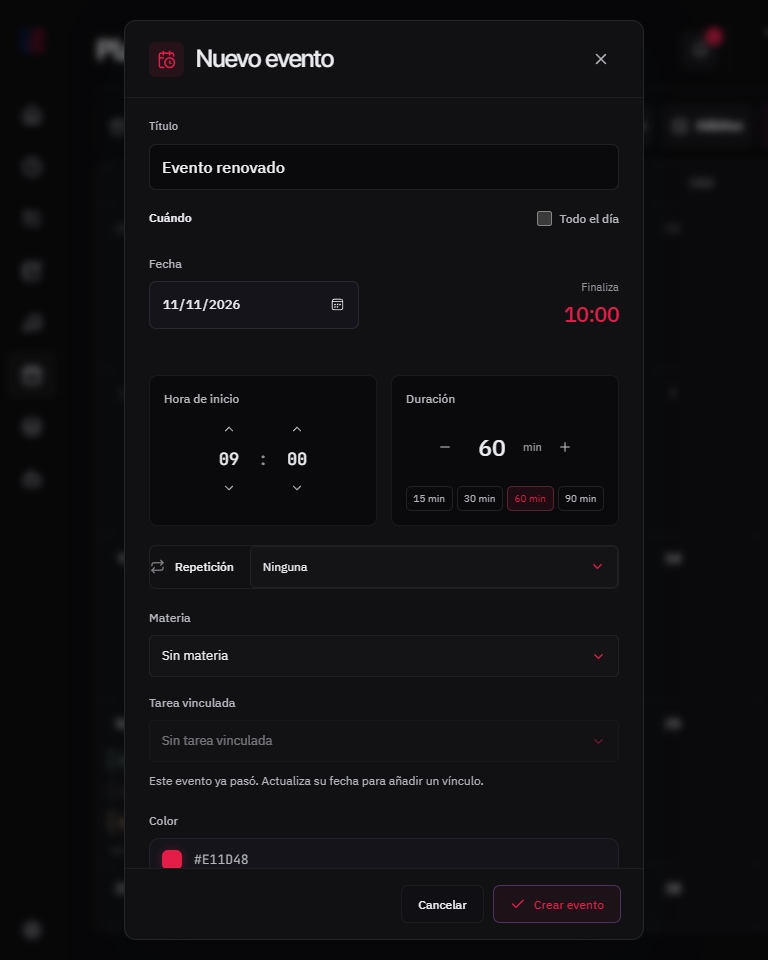 Nuevo evento
Título
Evento renovado
Cuándo
Todo el día
Fecha
11/11/2026
Finaliza
10:00
Hora de inicio
09 : 00
Duración
60 min
15 min 30 min 60 min 90 min
Repetición Ninguna
Materia
Sin materia
Tarea vinculada
Sin tarea vinculada
Este evento ya pasó. Actualiza su fecha para añadir un vínculo.
Color
#E11D48
Cancelar
Crear evento